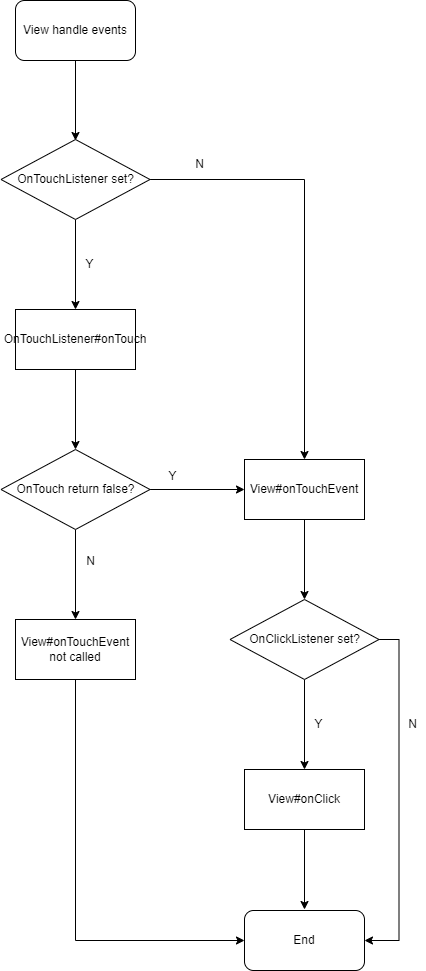 View handle events
N
OnTouchListener set?
Y
OnTouchListener#onTouch
Y
OnTouch return false?
View#onTouchEvent
N
View#onTouchEvent
not called
OnClickListener set?
Y
N
View#onClick
End